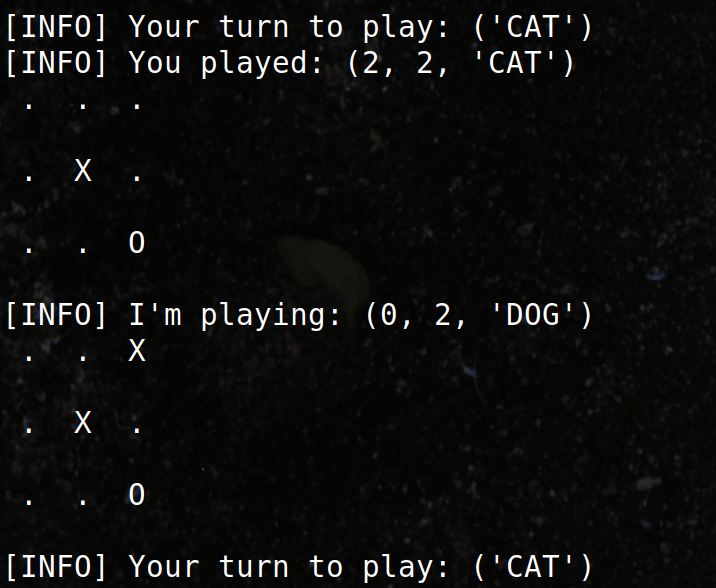 [INFO] Your turn to play: ('CAT')
[INFO] You played: (2, 2, 'CAT')
. . .
. X .
. . O
[INFO] I'm playing: (0, 2, 'DOG')
. . X
. X .
. . O
[INFO] Your turn to play: ('CAT')